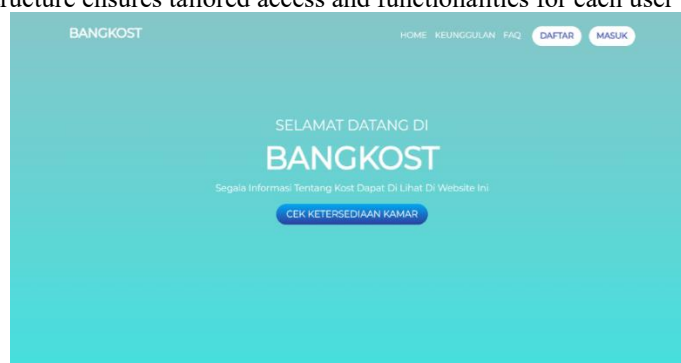 ructure ensures tailored access and functionalities for each user
BANGKOST HOME KEUNGGULAN FAQ DAFTAR MASUK
SELAMAT DATANG DI
BANGKOST
Segala Informasi Tentang Kost Dapat Di Lihat Di Website Ini
CEK KETERSEDIAAN KAMAR